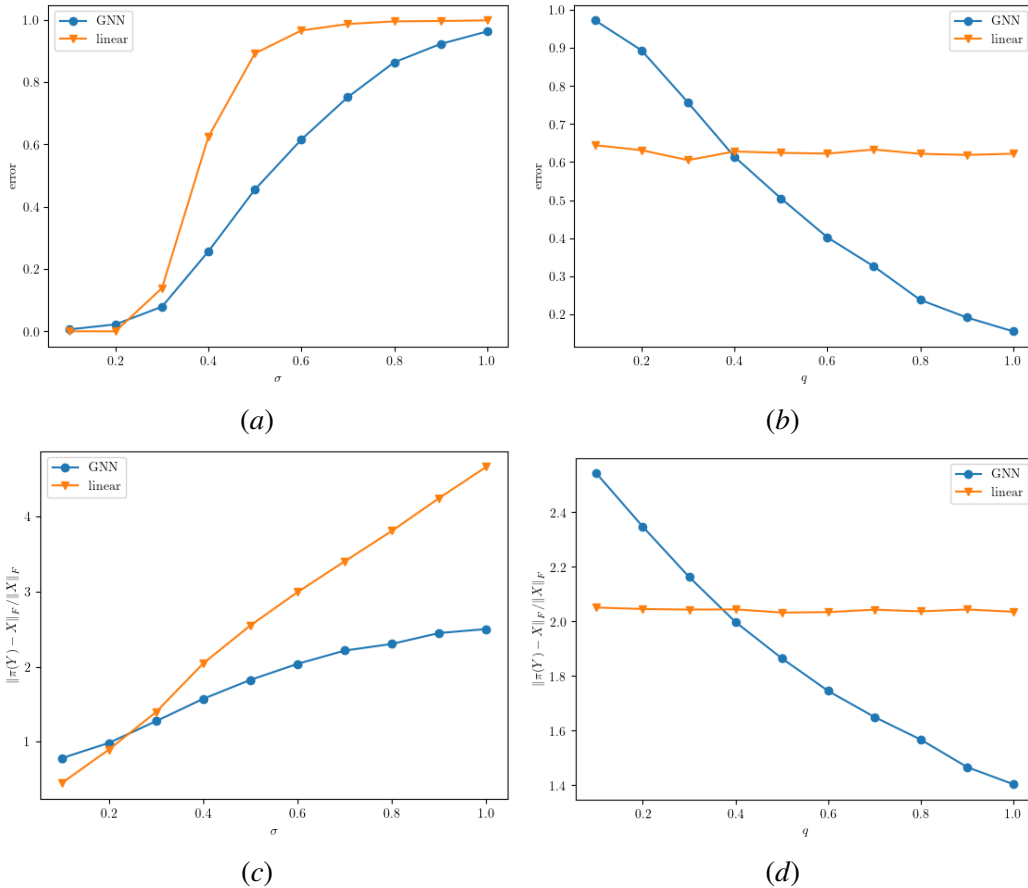 GNN
linear
error
1.0
0.8
0.6
0.4
0.2
0.0
0.2 0.4 0.6 0.8 1.0
σ
(a)
GNN
linear
error
1.0
0.9
0.8
0.7
0.6
0.5
0.4
0.3
0.2
0.2 0.4 0.6 0.8 1.0
q
(b)
GNN
linear
‖π(Y) − X‖_F / ‖X‖_F
4
3
2
1
0.2 0.4 0.6 0.8 1.0
σ
(c)
GNN
linear
‖π(Y) − X‖_F / ‖X‖_F
2.4
2.2
2.0
1.8
1.6
1.4
0.2 0.4 0.6 0.8 1.0
q
(d)